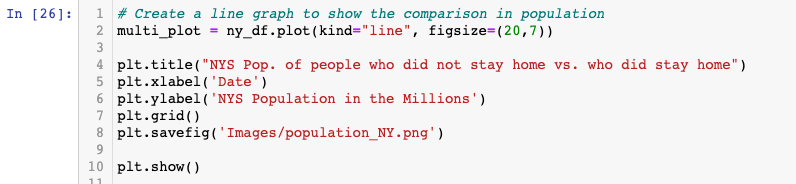 In [26]:
1 # Create a line graph to show the comparison in population
2 multi_plot = ny_df.plot(kind="line", figsize=(20,7))
3
4 plt.title("NYS Pop. of people who did not stay home vs. who did stay home")
5 plt.xlabel('Date')
6 plt.ylabel('NYS Population in the Millions')
7 plt.grid()
8 plt.savefig('Images/population_NY.png')
9
10 plt.show()
11